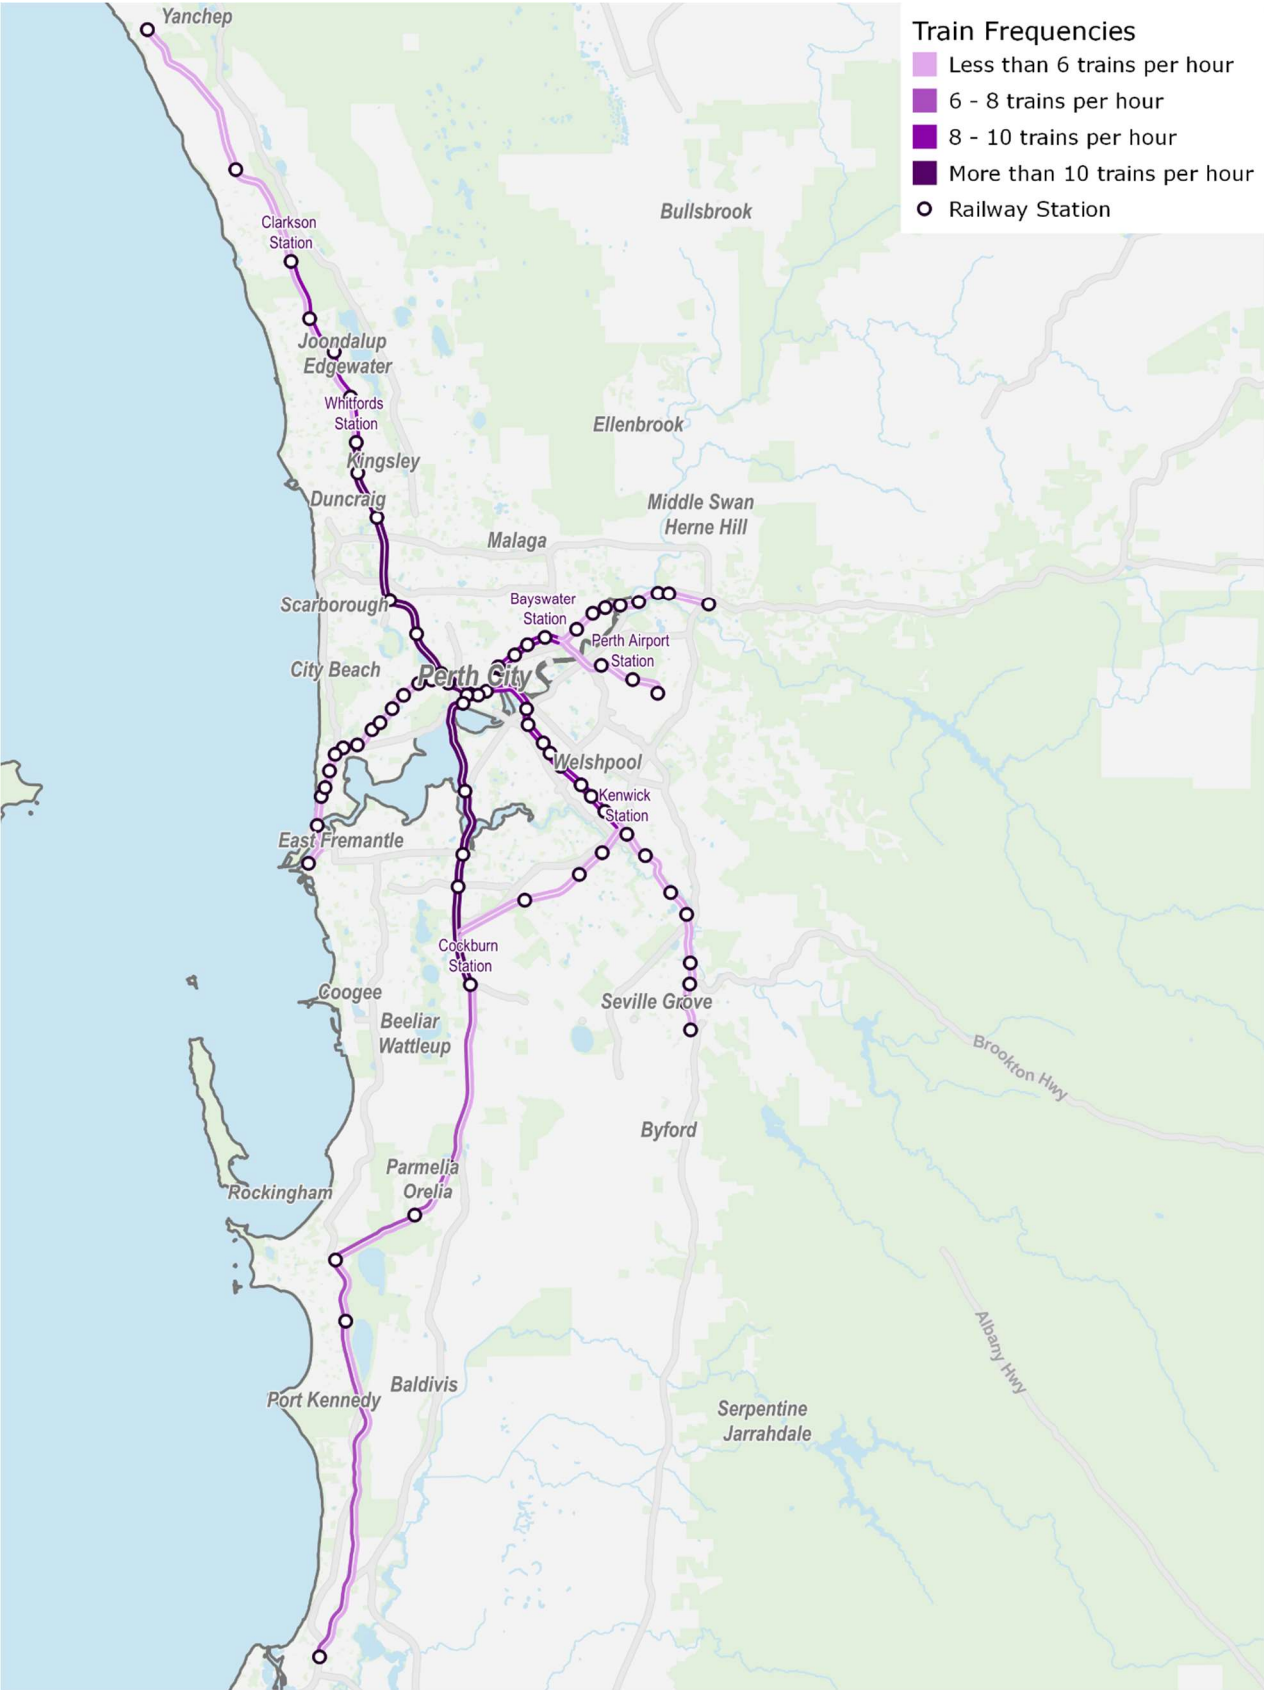 Yanchep
Train Frequencies
Less than 6 trains per hour
6 - 8 trains per hour
8 - 10 trains per hour
More than 10 trains per hour
Railway Station
Bullsbrook
Clarkson
Station
Joondalup
Edgewater
Whitfords
Station
Ellenbrook
Kingsley
Duncraig
Middle Swan
Herne Hill
Malaga
Scarborough
Bayswater
Station
Perth Airport
Station
City Beach
Perth City
Welshpool
Kenwick
Station
East Fremantle
Cockburn
Station
Coogee
Seville Grove
Beeliar
Wattleup
Brookton Hwy
Byford
Parmelia
Orelia
Rockingham
Albany Hwy
Baldivis
Port Kennedy
Serpentine
Jarrahdale